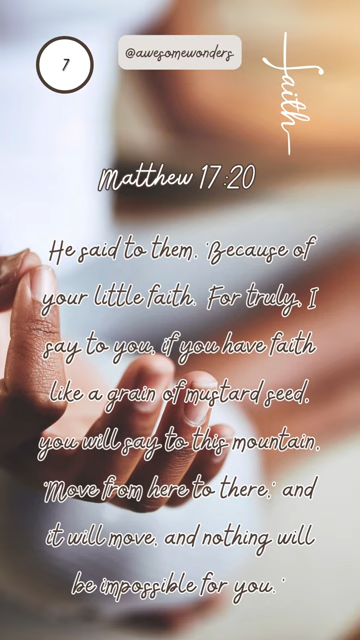 7
@awesomewonders
faith
Matthew 17:20
He said to them, "Because of
your little faith. For truly, I
say to you, if you have faith
like a grain of mustard seed,
you will say to this mountain,
'Move from here to there,' and
it will move, and nothing will
be impossible for you."